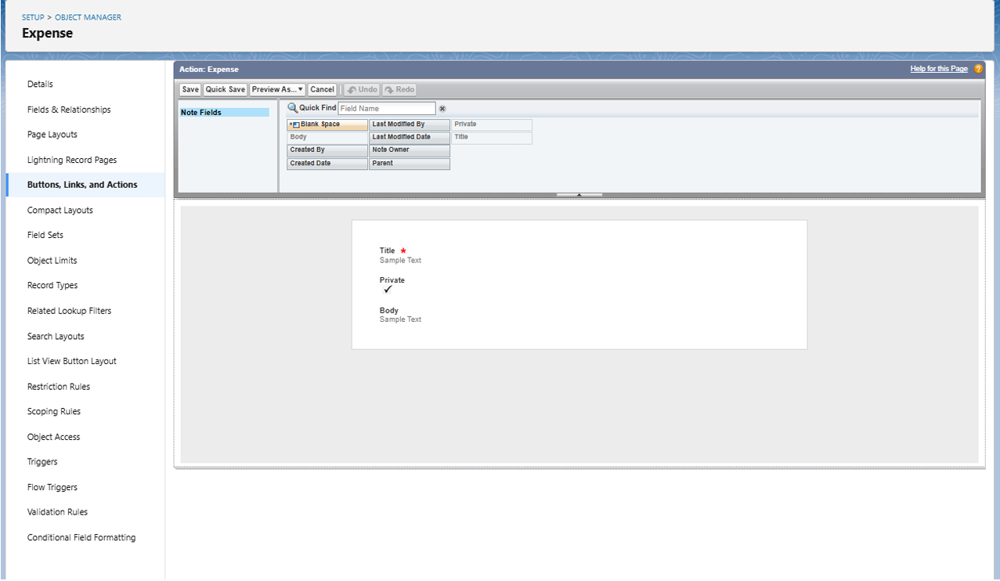 SETUP > OBJECT MANAGER
Expense
Details
Fields & Relationships
Page Layouts
Lightning Record Pages
Buttons, Links, and Actions
Compact Layouts
Field Sets
Object Limits
Record Types
Related Lookup Filters
Search Layouts
List View Button Layout
Restriction Rules
Scoping Rules
Object Access
Triggers
Flow Triggers
Validation Rules
Conditional Field Formatting
Action: Expense Help for this Page ?
Save Quick Save Preview As... Cancel Undo Redo
Note Fields
Quick Find Field Name
Blank Space Last Modified By Private
Body Last Modified Date Title
Created By Note Owner
Created Date Parent
Title *
Sample Text
Private
Body
Sample Text